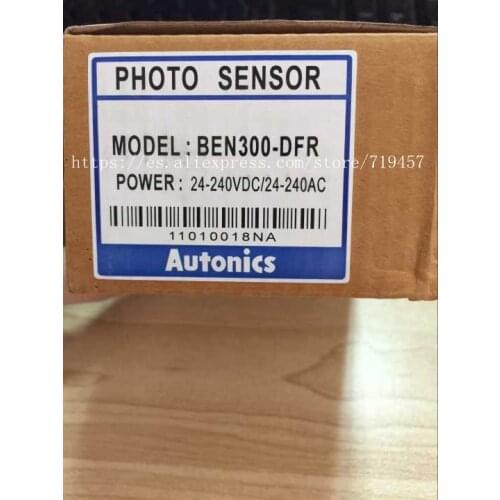 PHOTO SENSOR
MODEL : BEN300-DFR
https://es.aliexpress.com/store/719457
POWER : 24-240VDC/24-240AC
11010018NA
Autonics